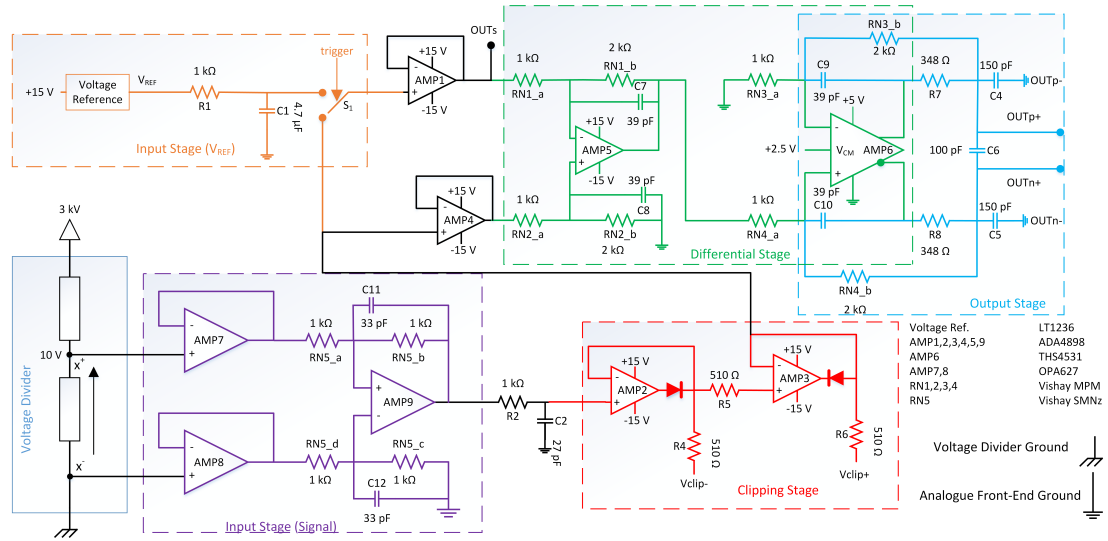 trigger
+15 V
Voltage
Reference
V_REF
1 kΩ
R1
C1
4.7 µF
S1
Input Stage (V_REF)
+15 V
-
AMP1
+
-15 V
OUTs
1 kΩ
RN1_a
2 kΩ
RN1_b
C7
39 pF
+15 V
-
AMP5
+
-15 V
39 pF
C8
+15 V
-
AMP4
+
-15 V
1 kΩ
RN2_a
RN2_b
2 kΩ
1 kΩ
RN3_a
1 kΩ
RN4_a
Differential Stage
RN3_b
2 kΩ
C9
39 pF
+5 V
-
V_CM
AMP6
+
+2.5 V
39 pF
C10
348 Ω
R7
150 pF
C4
OUTp-
OUTp+
100 pF
C6
OUTn+
150 pF
C5
OUTn-
R8
348 Ω
RN4_b
2 kΩ
Output Stage
3 kV
10 V
x+
x-
Voltage Divider
-
AMP7
+
-
AMP8
+
1 kΩ
RN5_a
C11
33 pF
1 kΩ
RN5_b
+
AMP9
-
RN5_d
1 kΩ
RN5_c
1 kΩ
C12
33 pF
Input Stage (Signal)
1 kΩ
R2
C2
27 pF
-
+15 V
AMP2
+
-15 V
510 Ω
R5
R4
510 Ω
Vclip-
-
+15 V
AMP3
+
-15 V
R6
510 Ω
Vclip+
Clipping Stage
Voltage Ref. LT1236
AMP1,2,3,4,5,9 ADA4898
AMP6 THS4531
AMP7,8 OPA627
RN1,2,3,4 Vishay MPM
RN5 Vishay SMNz
Voltage Divider Ground
Analogue Front-End Ground